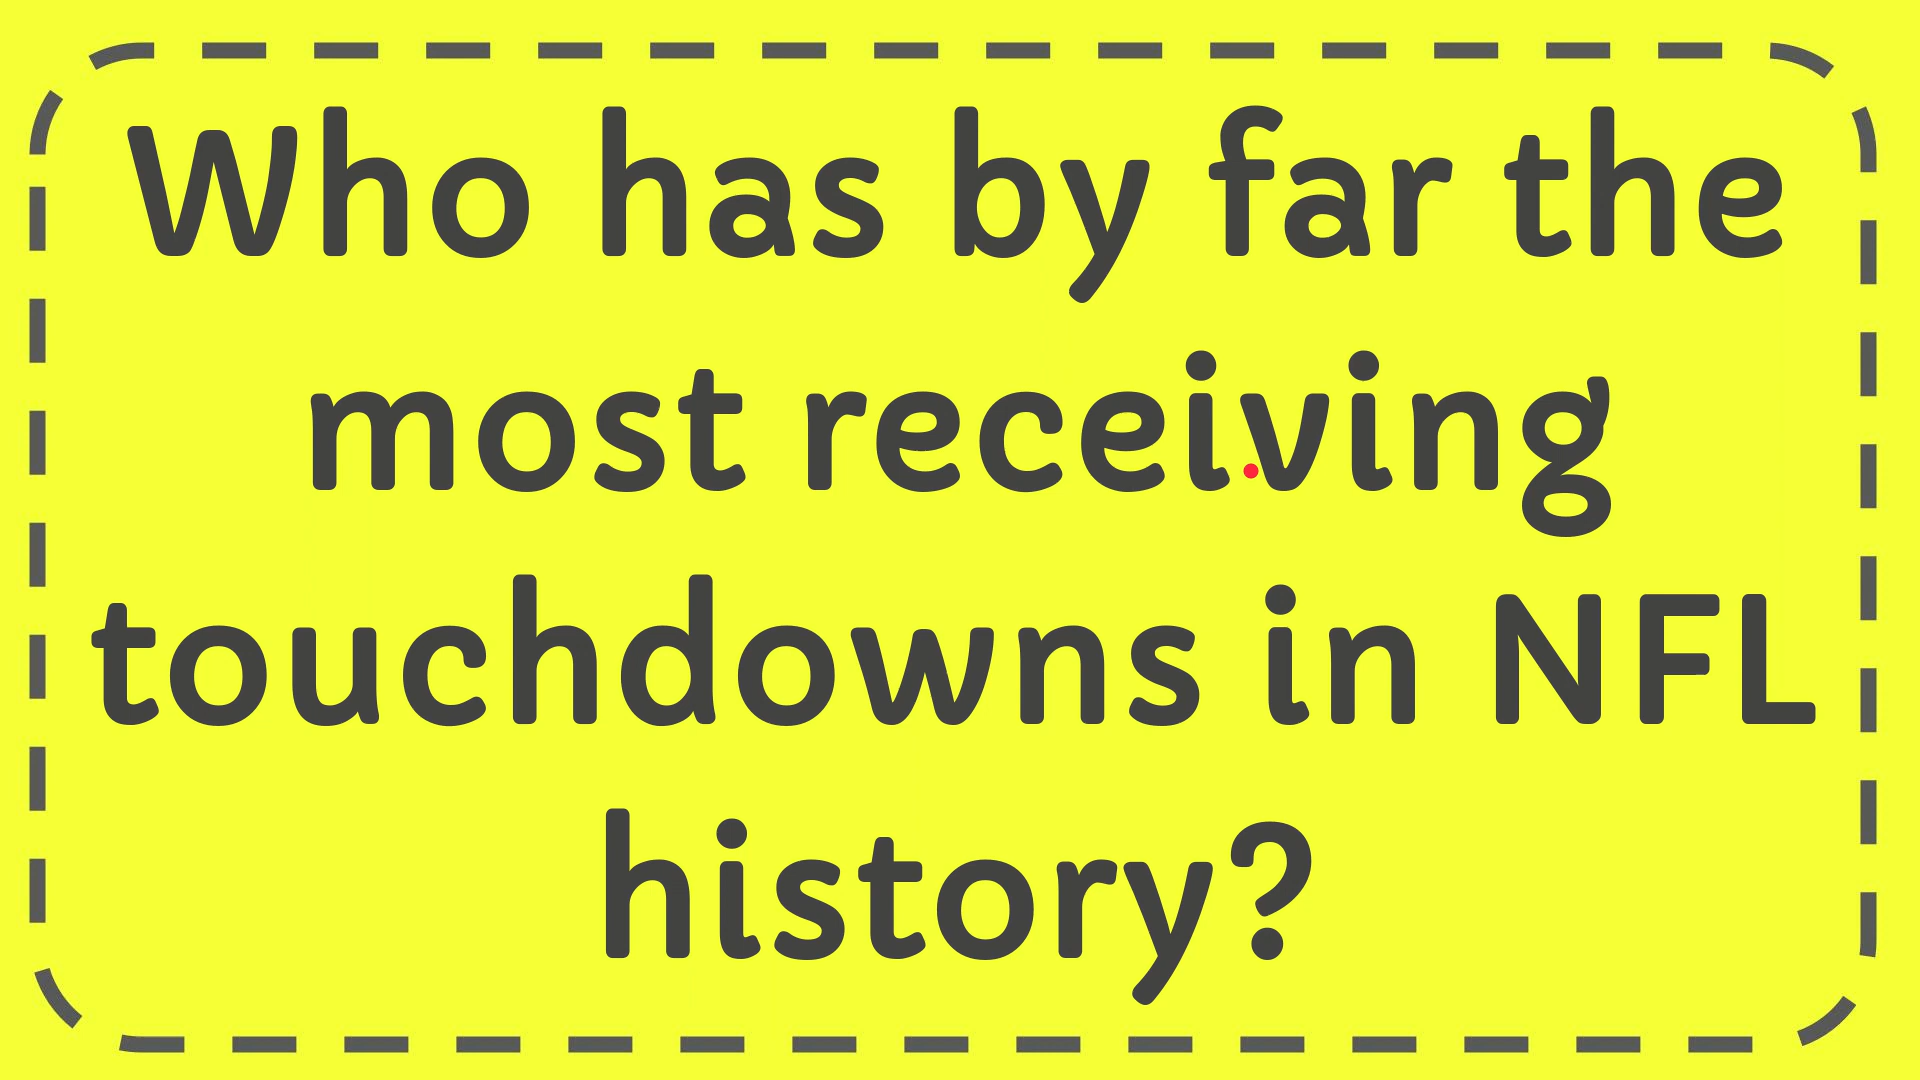 Who has by far the
most receiving
touchdowns in NFL
history?